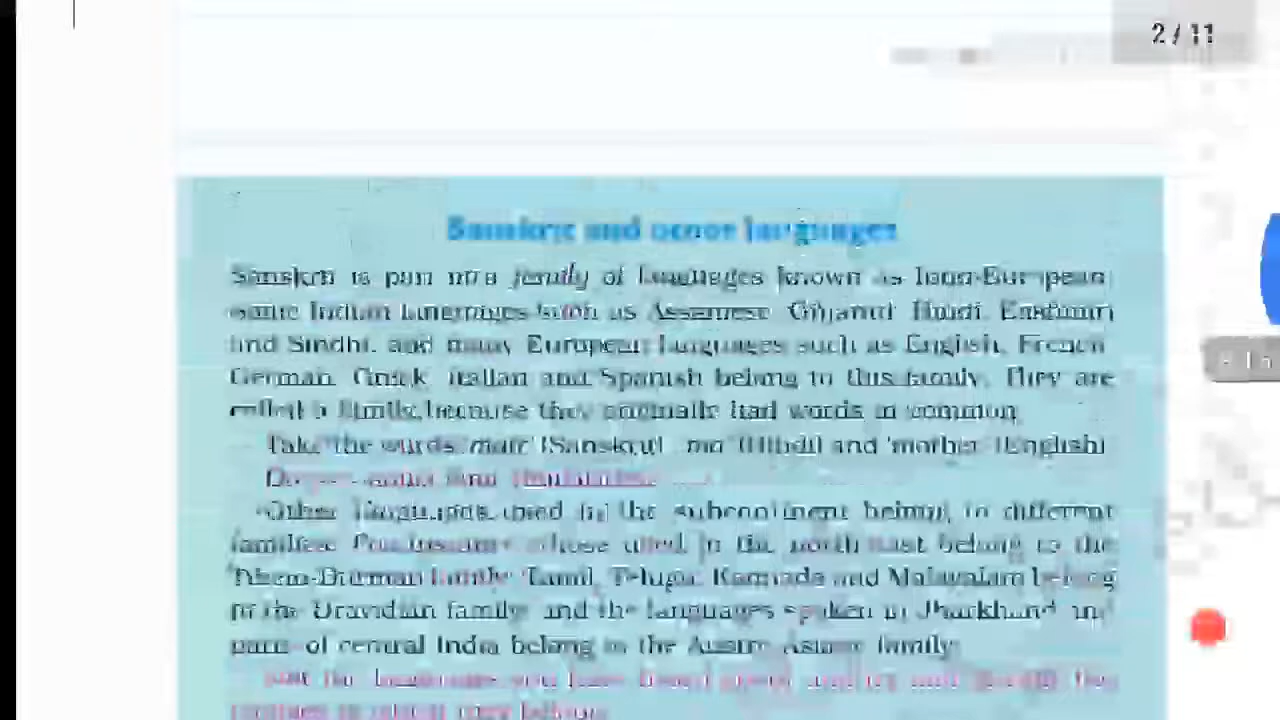 2 / 11
Sanskrit and other languages
Sanskrit is part of a family of languages known as Indo-European
some Indian languages such as Assamese, Gujarati, Hindi, Kashmiri
and Sindhi, and many European languages such as English, French
German, Greek, Italian and Spanish belong to this family. They are
called a family because they originally had words in common
Take the words 'matr' (Sanskrit) 'ma' (Hindi) and 'mother' (English)
Other languages used in the subcontinent belong to different
families. For instance, those used in the north-east belong to the
Tibeto-Burman family, Tamil, Telugu, Kannada and Malayalam belong
to the Dravidian family and the languages spoken in Jharkhand and
parts of central India belong to the Austro-Asiatic family.